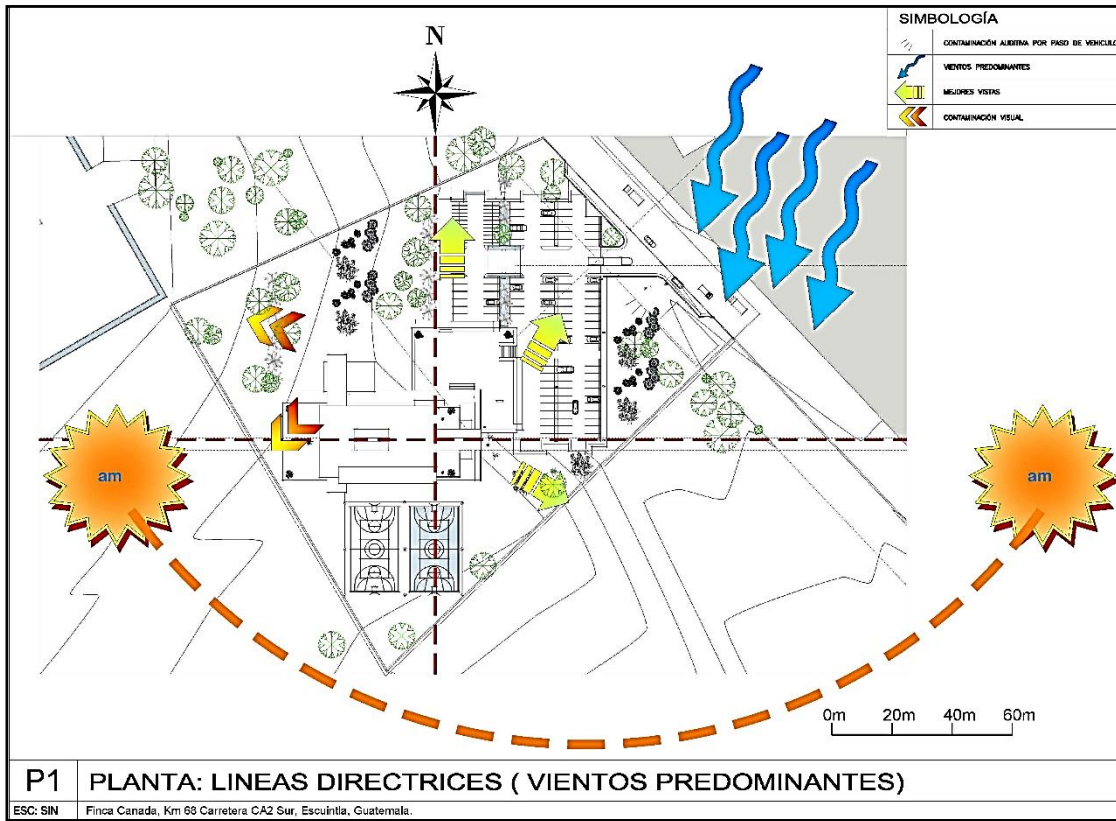 SIMBOLOGÍA
CONTAMINACIÓN AUDITIVA POR PASO DE VEHICULO
VIENTOS PREDOMINANTES
MEJORES VISTAS
CONTAMINACIÓN VISUAL
N
am
am
0m 20m 40m 60m
P1 PLANTA: LINEAS DIRECTRICES ( VIENTOS PREDOMINANTES)
ESC: SIN Finca Canada, Km 68 Carretera CA2 Sur, Escuintla, Guatemala.